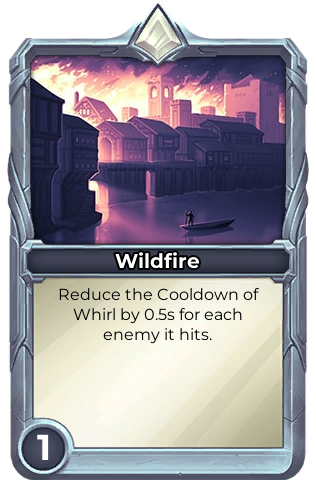 Wildfire
Reduce the Cooldown of
Whirl by 0.5s for each
enemy it hits.
1